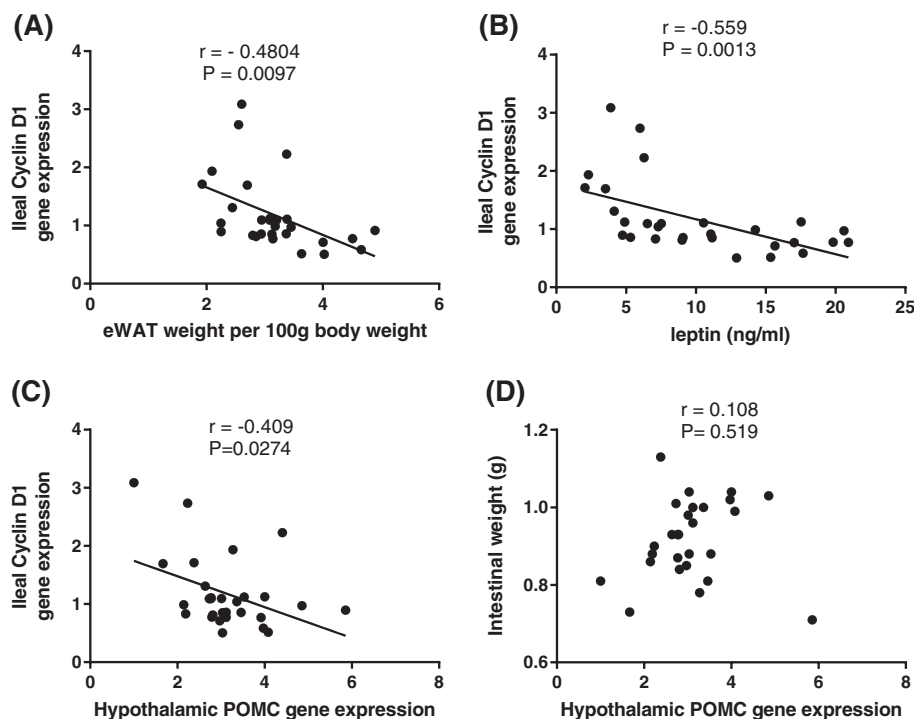 (A)
r = - 0.4804
P = 0.0097
Ileal Cyclin D1
gene expression
4
3
2
1
0
0
2
4
6
eWAT weight per 100g body weight
(B)
r = -0.559
P = 0.0013
Ileal Cyclin D1
gene expression
4
3
2
1
0
0
5
10
15
20
25
leptin (ng/ml)
(C)
r = -0.409
P=0.0274
Ileal Cyclin D1
gene expression
4
3
2
1
0
0
2
4
6
8
Hypothalamic POMC gene expression
(D)
r = 0.108
P= 0.519
Intestinal weight (g)
1.2
1.0
0.8
0.6
0
2
4
6
8
Hypothalamic POMC gene expression